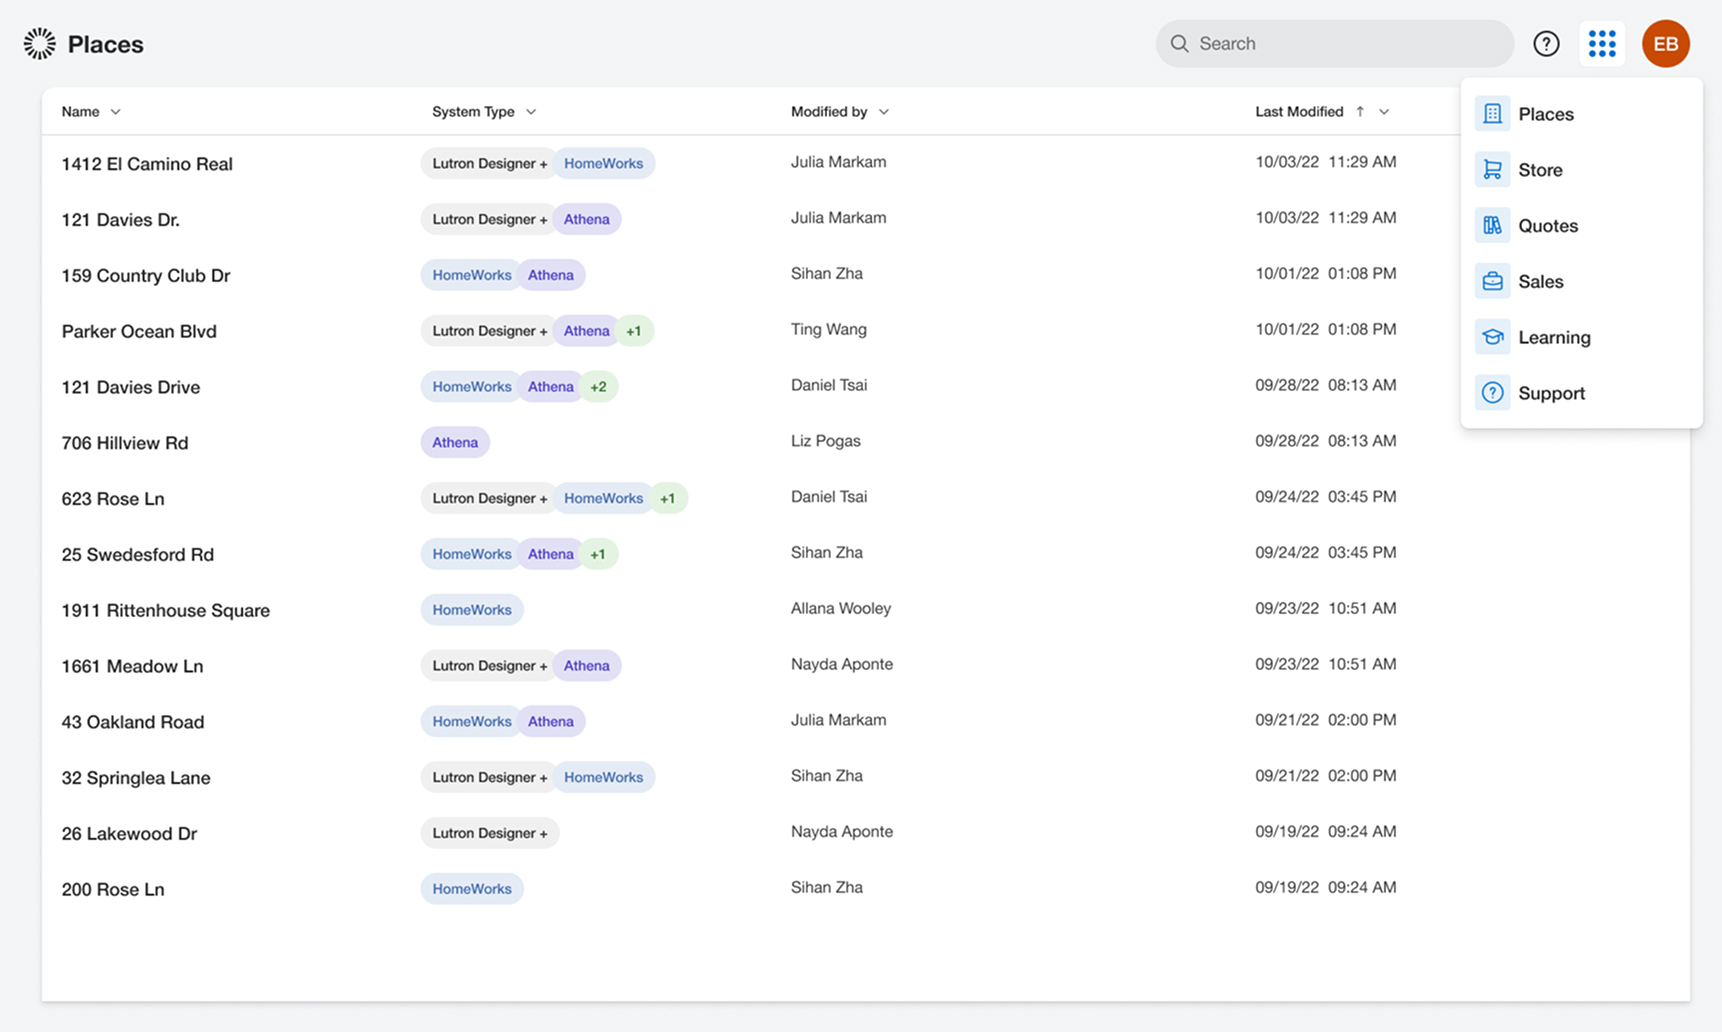 Places
Search
EB
Name
System Type
Modified by
Last Modified
1412 El Camino Real Lutron Designer + HomeWorks Julia Markam 10/03/22 11:29 AM
121 Davies Dr. Lutron Designer + Athena Julia Markam 10/03/22 11:29 AM
159 Country Club Dr HomeWorks Athena Sihan Zha 10/01/22 01:08 PM
Parker Ocean Blvd Lutron Designer + Athena +1 Ting Wang 10/01/22 01:08 PM
121 Davies Drive HomeWorks Athena +2 Daniel Tsai 09/28/22 08:13 AM
706 Hillview Rd Athena Liz Pogas 09/28/22 08:13 AM
623 Rose Ln Lutron Designer + HomeWorks +1 Daniel Tsai 09/24/22 03:45 PM
25 Swedesford Rd HomeWorks Athena +1 Sihan Zha 09/24/22 03:45 PM
1911 Rittenhouse Square HomeWorks Allana Wooley 09/23/22 10:51 AM
1661 Meadow Ln Lutron Designer + Athena Nayda Aponte 09/23/22 10:51 AM
43 Oakland Road HomeWorks Athena Julia Markam 09/21/22 02:00 PM
32 Springlea Lane Lutron Designer + HomeWorks Sihan Zha 09/21/22 02:00 PM
26 Lakewood Dr Lutron Designer + Nayda Aponte 09/19/22 09:24 AM
200 Rose Ln HomeWorks Sihan Zha 09/19/22 09:24 AM
Places
Store
Quotes
Sales
Learning
Support